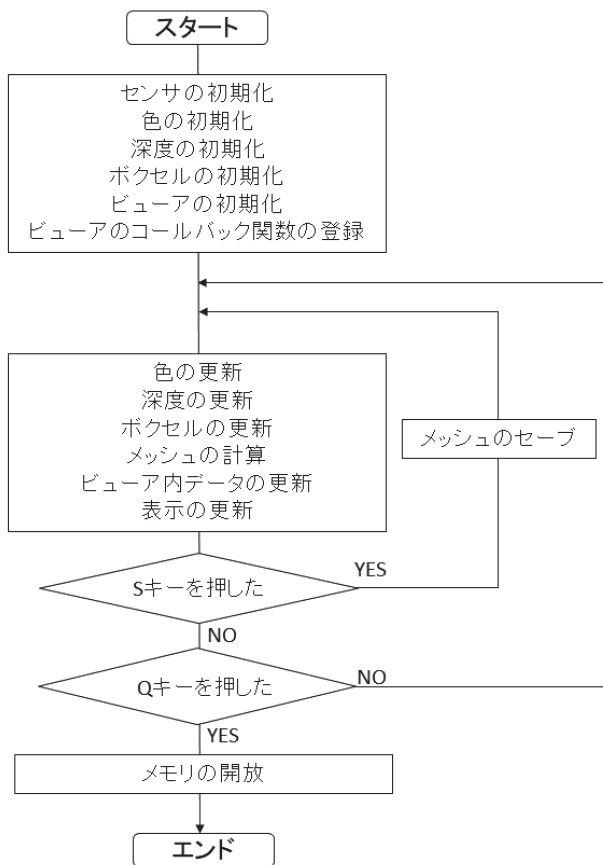 スタート
センサの初期化
色の初期化
深度の初期化
ボクセルの初期化
ビューアの初期化
ビューアのコールバック関数の登録
色の更新
深度の更新
ボクセルの更新
メッシュの計算
ビューア内データの更新
表示の更新
メッシュのセーブ
Sキーを押した
YES
NO
Qキーを押した
NO
YES
メモリの開放
エンド